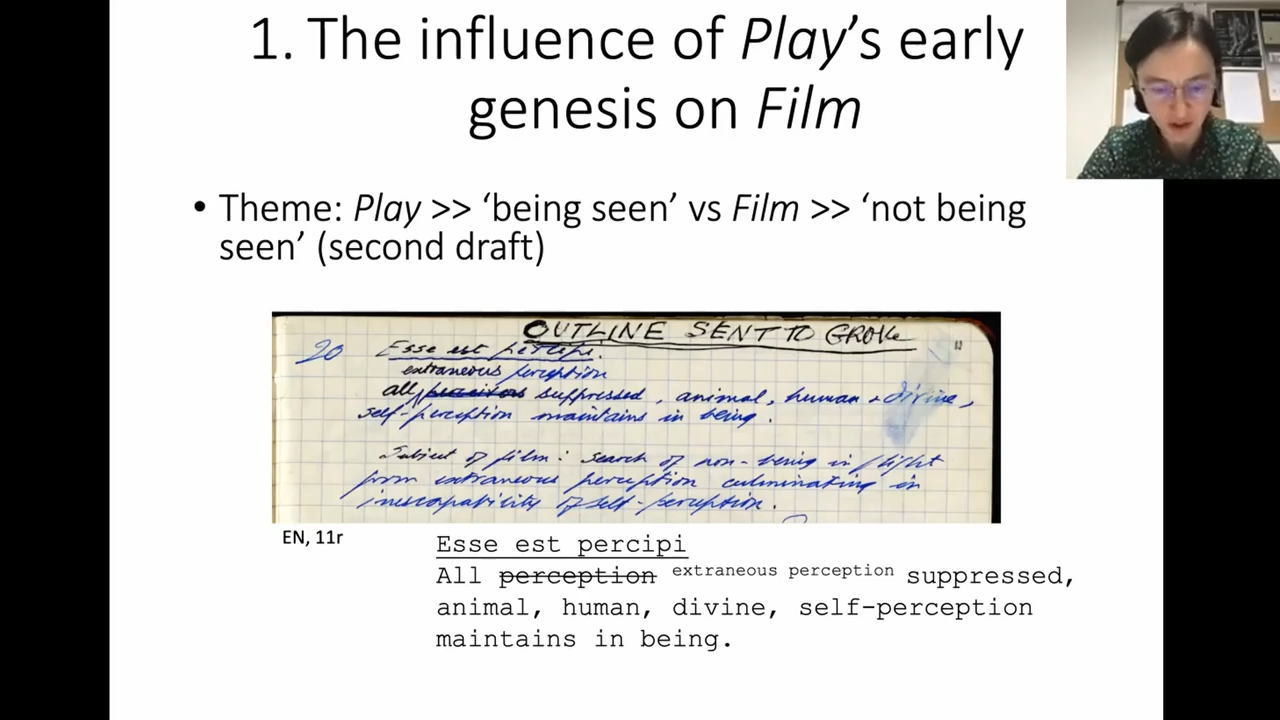 1. The influence of Play’s early
genesis on Film
• Theme: Play >> ‘being seen’ vs Film >> ‘not being
seen’ (second draft)
OUTLINE SENT TO GROVE
20 Esse est percipi.
extraneous perception
all suppressed, animal, human + divine,
self-perception maintains in being.
Subject of film: search of non-being in flight
from extraneous perception culminating in
inescapability of self-perception.
EN, 11r
Esse est percipi
All perception extraneous perception suppressed,
animal, human, divine, self-perception
maintains in being.